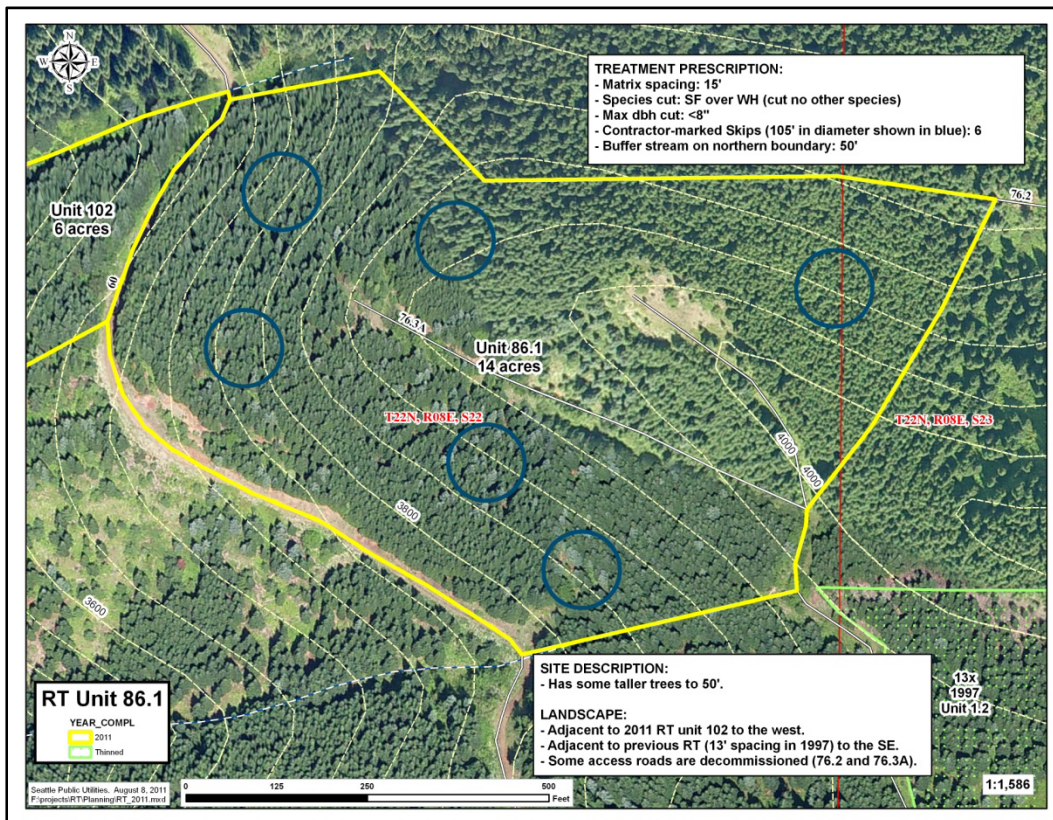 N
W E
S
TREATMENT PRESCRIPTION:
- Matrix spacing: 15'
- Species cut: SF over WH (cut no other species)
- Max dbh cut: <8"
- Contractor-marked Skips (105' in diameter shown in blue): 6
- Buffer stream on northern boundary: 50'
76.2
Unit 102
6 acres
60
76.3A
Unit 86.1
14 acres
T22N, R08E, S22
T22N, R08E, S23
4000
4000
3800
3600
SITE DESCRIPTION:
- Has some taller trees to 50'.
LANDSCAPE:
- Adjacent to 2011 RT unit 102 to the west.
- Adjacent to previous RT (13' spacing in 1997) to the SE.
- Some access roads are decommissioned (76.2 and 76.3A).
13x
1997
Unit 1.2
RT Unit 86.1
YEAR_COMPL
2011
Thinned
Seattle Public Utilities. August 8, 2011
F:\projects\RT\Planning\RT_2011.mxd
0 125 250 500
Feet
1:1,586